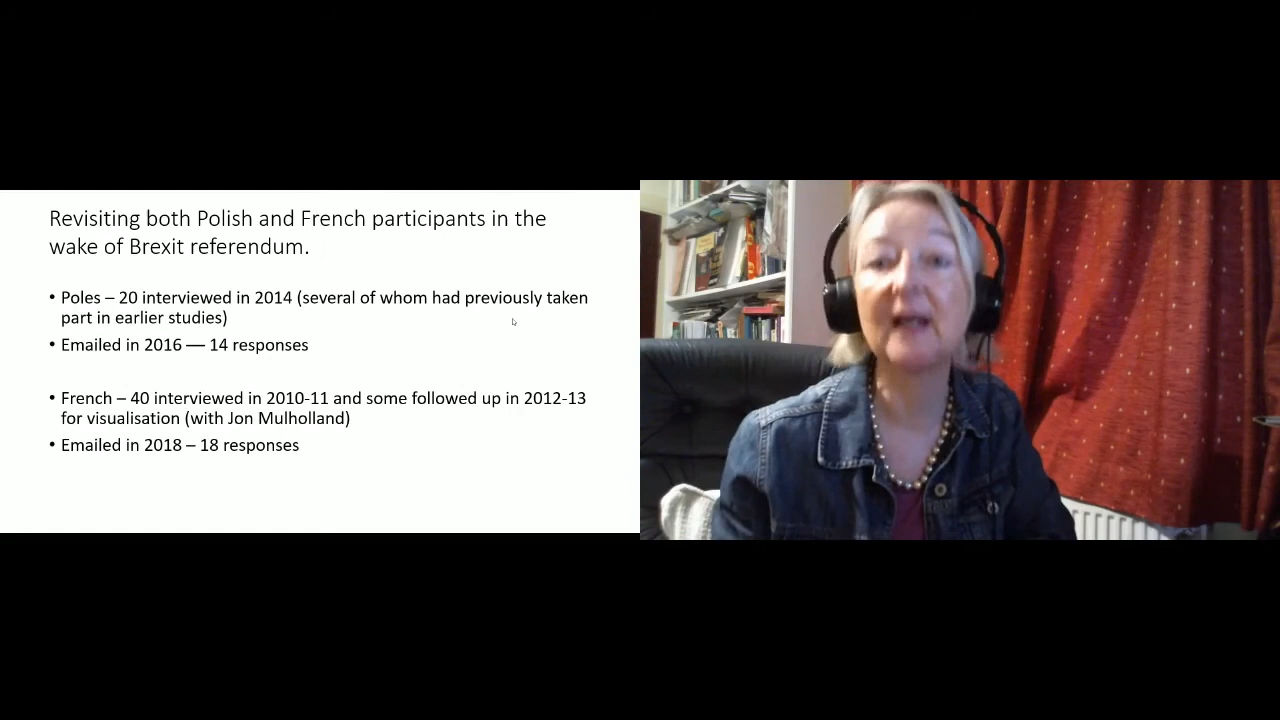 Revisiting both Polish and French participants in the
wake of Brexit referendum.
• Poles – 20 interviewed in 2014 (several of whom had previously taken
part in earlier studies)
• Emailed in 2016 –– 14 responses
• French – 40 interviewed in 2010-11 and some followed up in 2012-13
for visualisation (with Jon Mulholland)
• Emailed in 2018 – 18 responses